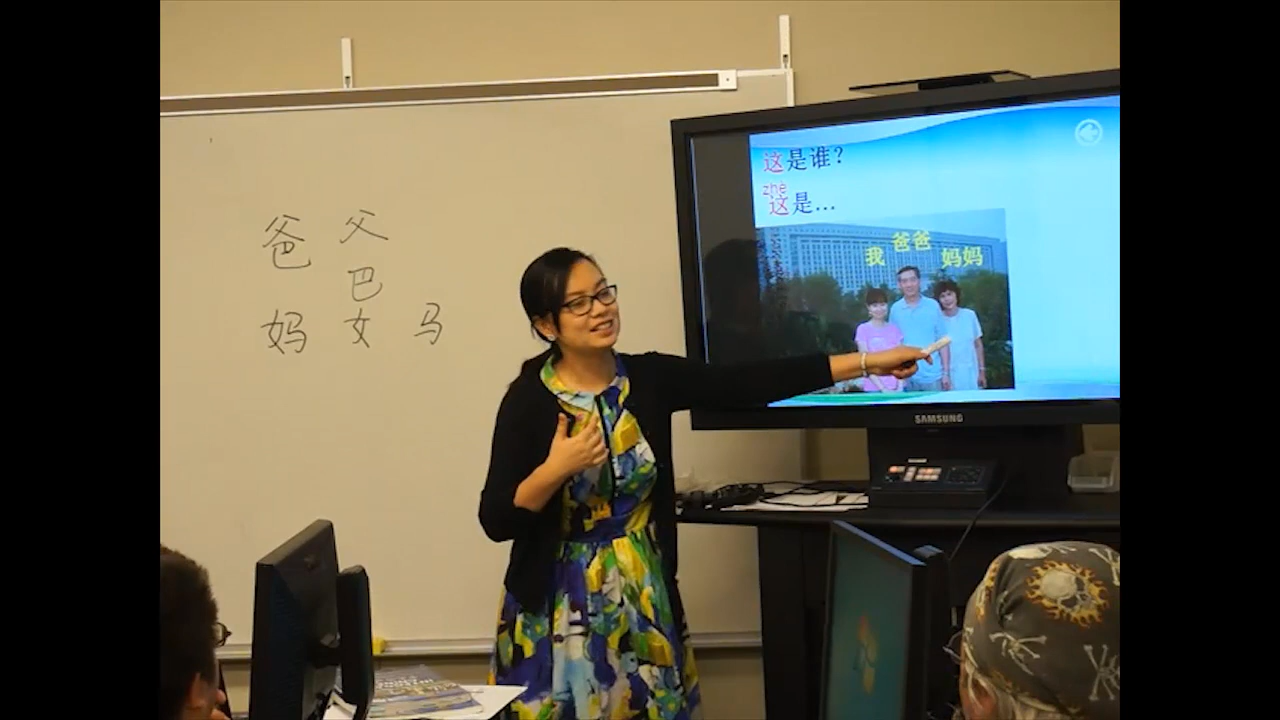 爸 父
巴
妈 女 马
这是谁?
zhè
这是...
我 爸爸 妈妈
SAMSUNG